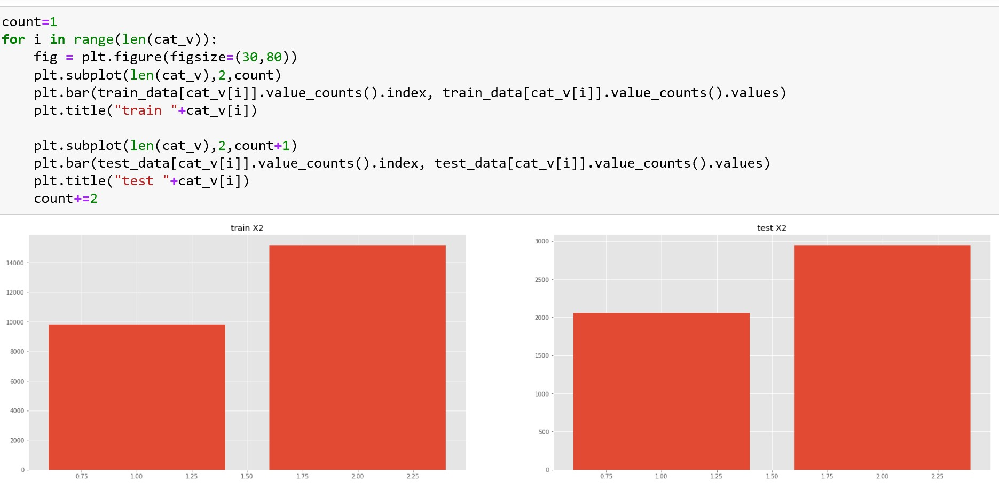 count=1
for i in range(len(cat_v)):
    fig = plt.figure(figsize=(30,80))
    plt.subplot(len(cat_v),2,count)
    plt.bar(train_data[cat_v[i]].value_counts().index, train_data[cat_v[i]].value_counts().values)
    plt.title("train "+cat_v[i])
    plt.subplot(len(cat_v),2,count+1)
    plt.bar(test_data[cat_v[i]].value_counts().index, test_data[cat_v[i]].value_counts().values)
    plt.title("test "+cat_v[i])
    count+=2
train X2
14000
12000
10000
8000
6000
4000
2000
0
0.75 1.00 1.25 1.50 1.75 2.00 2.25
test X2
3000
2500
2000
1500
1000
500
0
0.75 1.00 1.25 1.50 1.75 2.00 2.25